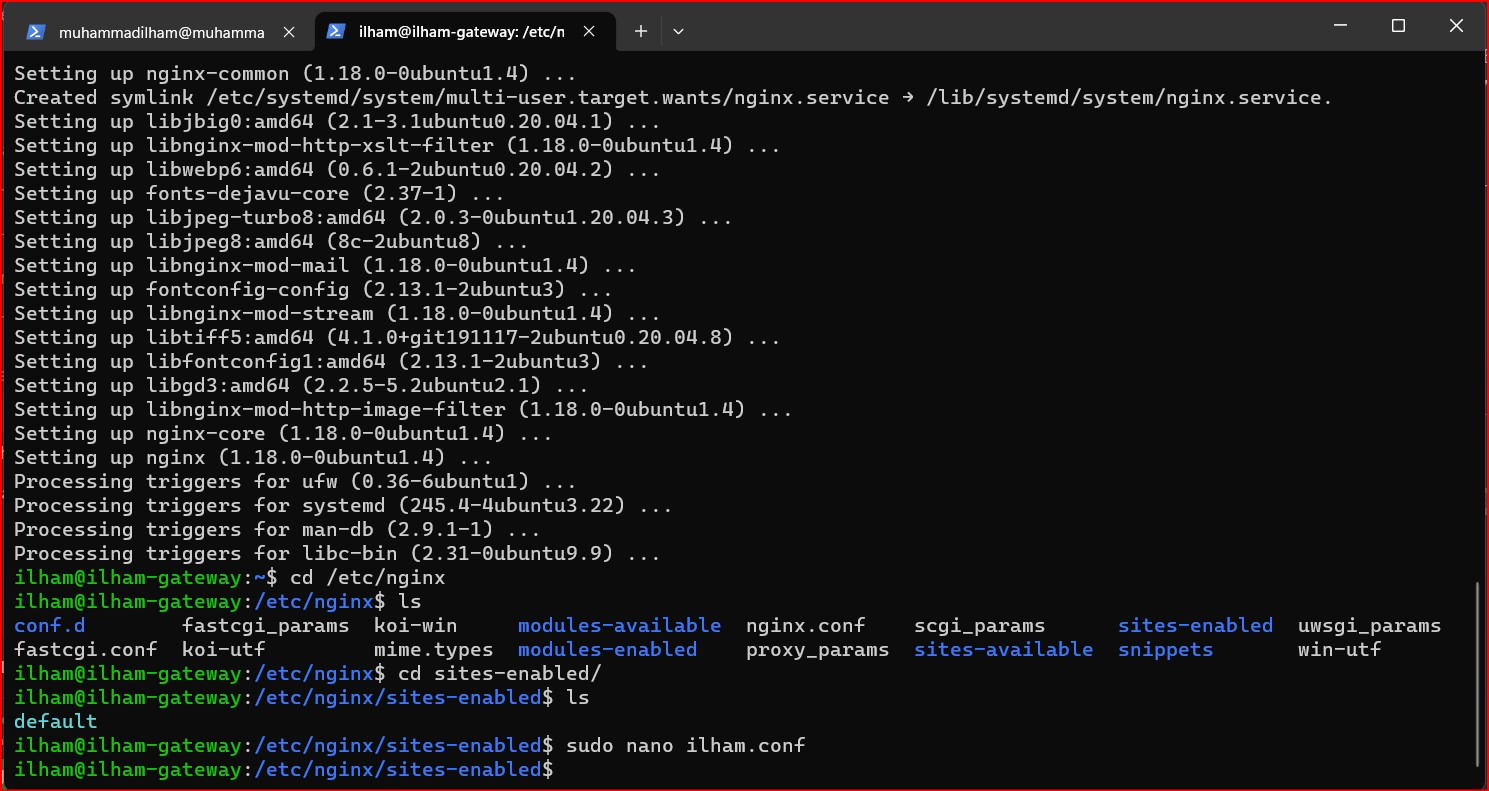 muhammadilham@muhamma
ilham@ilham-gateway: /etc/n
Setting up nginx-common (1.18.0-0ubuntu1.4) ...
Created symlink /etc/systemd/system/multi-user.target.wants/nginx.service → /lib/systemd/system/nginx.service.
Setting up libjbig0:amd64 (2.1-3.1ubuntu0.20.04.1) ...
Setting up libnginx-mod-http-xslt-filter (1.18.0-0ubuntu1.4) ...
Setting up libwebp6:amd64 (0.6.1-2ubuntu0.20.04.2) ...
Setting up fonts-dejavu-core (2.37-1) ...
Setting up libjpeg-turbo8:amd64 (2.0.3-0ubuntu1.20.04.3) ...
Setting up libjpeg8:amd64 (8c-2ubuntu8) ...
Setting up libnginx-mod-mail (1.18.0-0ubuntu1.4) ...
Setting up fontconfig-config (2.13.1-2ubuntu3) ...
Setting up libnginx-mod-stream (1.18.0-0ubuntu1.4) ...
Setting up libtiff5:amd64 (4.1.0+git191117-2ubuntu0.20.04.8) ...
Setting up libfontconfig1:amd64 (2.13.1-2ubuntu3) ...
Setting up libgd3:amd64 (2.2.5-5.2ubuntu2.1) ...
Setting up libnginx-mod-http-image-filter (1.18.0-0ubuntu1.4) ...
Setting up nginx-core (1.18.0-0ubuntu1.4) ...
Setting up nginx (1.18.0-0ubuntu1.4) ...
Processing triggers for ufw (0.36-6ubuntu1) ...
Processing triggers for systemd (245.4-4ubuntu3.22) ...
Processing triggers for man-db (2.9.1-1) ...
Processing triggers for libc-bin (2.31-0ubuntu9.9) ...
ilham@ilham-gateway:~$ cd /etc/nginx
ilham@ilham-gateway:/etc/nginx$ ls
conf.d fastcgi_params koi-win modules-available nginx.conf scgi_params sites-enabled uwsgi_params
fastcgi.conf koi-utf mime.types modules-enabled proxy_params sites-available snippets win-utf
ilham@ilham-gateway:/etc/nginx$ cd sites-enabled/
ilham@ilham-gateway:/etc/nginx/sites-enabled$ ls
default
ilham@ilham-gateway:/etc/nginx/sites-enabled$ sudo nano ilham.conf
ilham@ilham-gateway:/etc/nginx/sites-enabled$